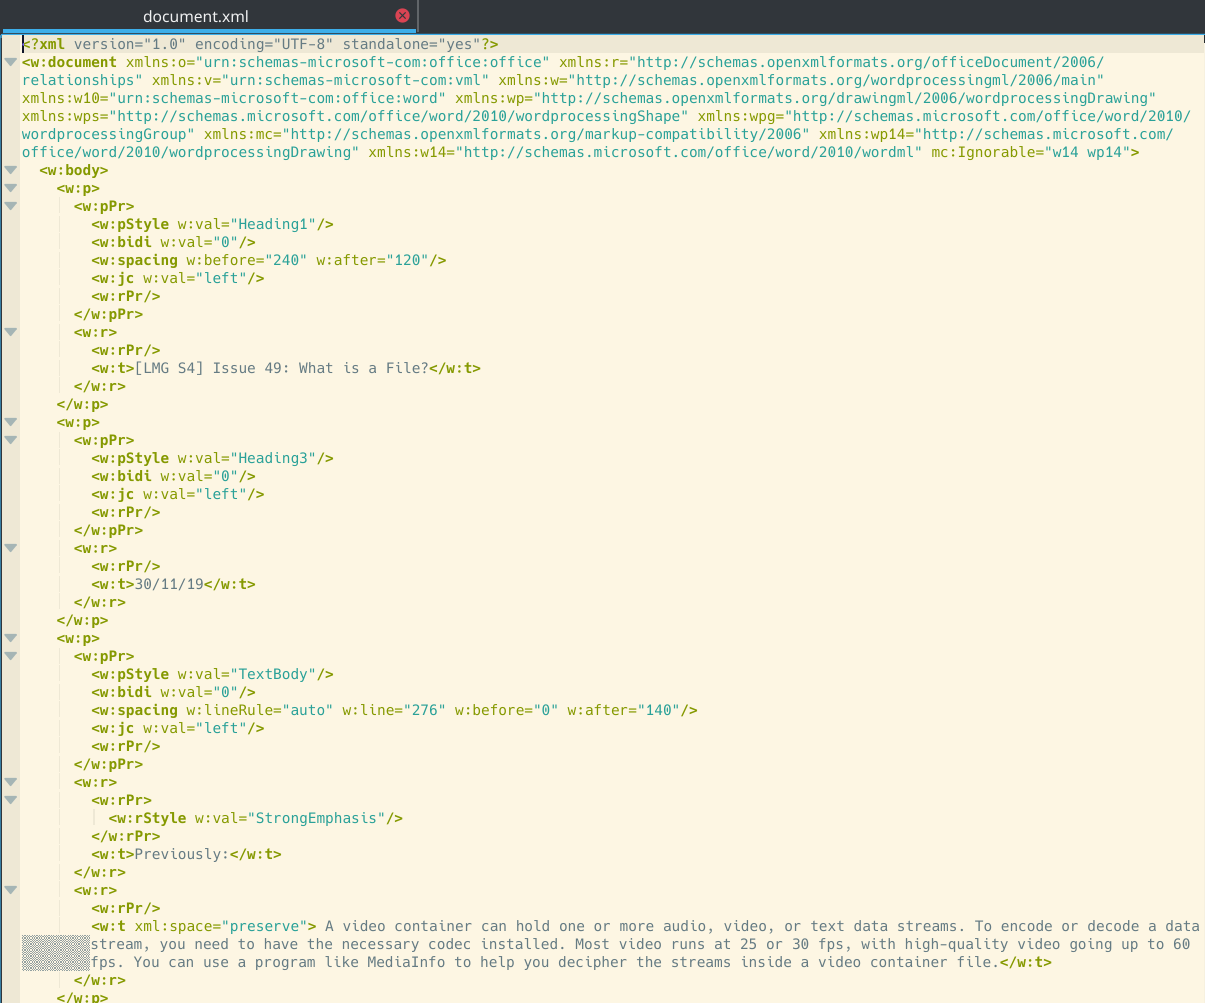 document.xml
<?xml version="1.0" encoding="UTF-8" standalone="yes"?>
<w:document xmlns:o="urn:schemas-microsoft-com:office:office" xmlns:r="http://schemas.openxmlformats.org/officeDocument/2006/
relationships" xmlns:v="urn:schemas-microsoft-com:vml" xmlns:w="http://schemas.openxmlformats.org/wordprocessingml/2006/main"
xmlns:w10="urn:schemas-microsoft-com:office:word" xmlns:wp="http://schemas.openxmlformats.org/drawingml/2006/wordprocessingDrawing"
xmlns:wps="http://schemas.microsoft.com/office/word/2010/wordprocessingShape" xmlns:wpg="http://schemas.microsoft.com/office/word/2010/
wordprocessingGroup" xmlns:mc="http://schemas.openxmlformats.org/markup-compatibility/2006" xmlns:wp14="http://schemas.microsoft.com/
office/word/2010/wordprocessingDrawing" xmlns:w14="http://schemas.microsoft.com/office/word/2010/wordml" mc:Ignorable="w14 wp14">
<w:body>
<w:p>
<w:pPr>
<w:pStyle w:val="Heading1"/>
<w:bidi w:val="0"/>
<w:spacing w:before="240" w:after="120"/>
<w:jc w:val="left"/>
<w:rPr/>
</w:pPr>
<w:r>
<w:rPr/>
<w:t>[LMG S4] Issue 49: What is a File?</w:t>
</w:r>
</w:p>
<w:p>
<w:pPr>
<w:pStyle w:val="Heading3"/>
<w:bidi w:val="0"/>
<w:jc w:val="left"/>
<w:rPr/>
</w:pPr>
<w:r>
<w:rPr/>
<w:t>30/11/19</w:t>
</w:r>
</w:p>
<w:p>
<w:pPr>
<w:pStyle w:val="TextBody"/>
<w:bidi w:val="0"/>
<w:spacing w:lineRule="auto" w:line="276" w:before="0" w:after="140"/>
<w:jc w:val="left"/>
<w:rPr/>
</w:pPr>
<w:r>
<w:rPr>
<w:rStyle w:val="StrongEmphasis"/>
</w:rPr>
<w:t>Previously:</w:t>
</w:r>
<w:r>
<w:rPr/>
<w:t xml:space="preserve"> A video container can hold one or more audio, video, or text data streams. To encode or decode a data
stream, you need to have the necessary codec installed. Most video runs at 25 or 30 fps, with high-quality video going up to 60
fps. You can use a program like MediaInfo to help you decipher the streams inside a video container file.</w:t>
</w:r>
</w:p>